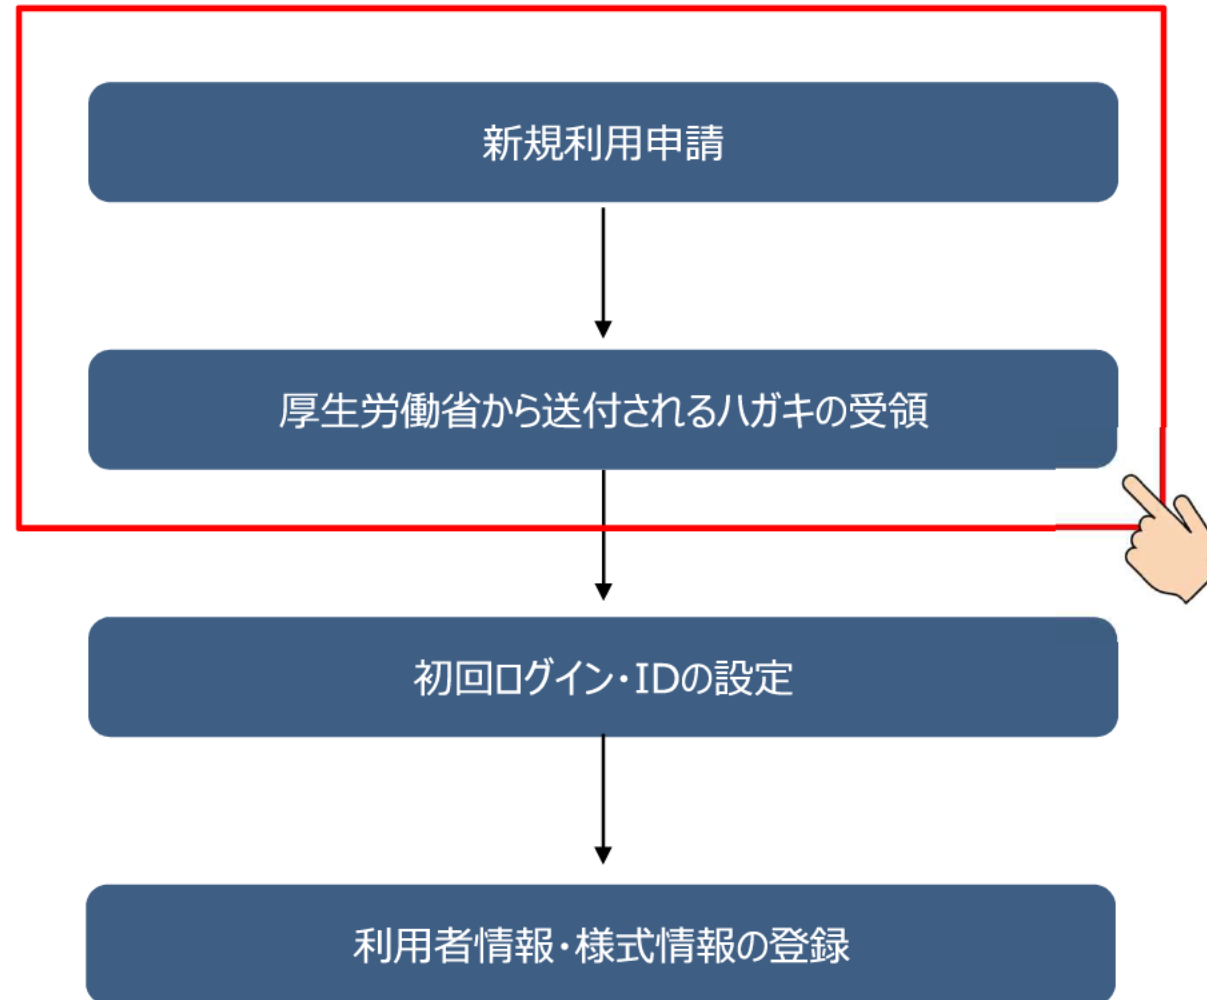 新規利用申請
厚生労働省から送付されるハガキの受領
初回ログイン・IDの設定
利用者情報・様式情報の登録